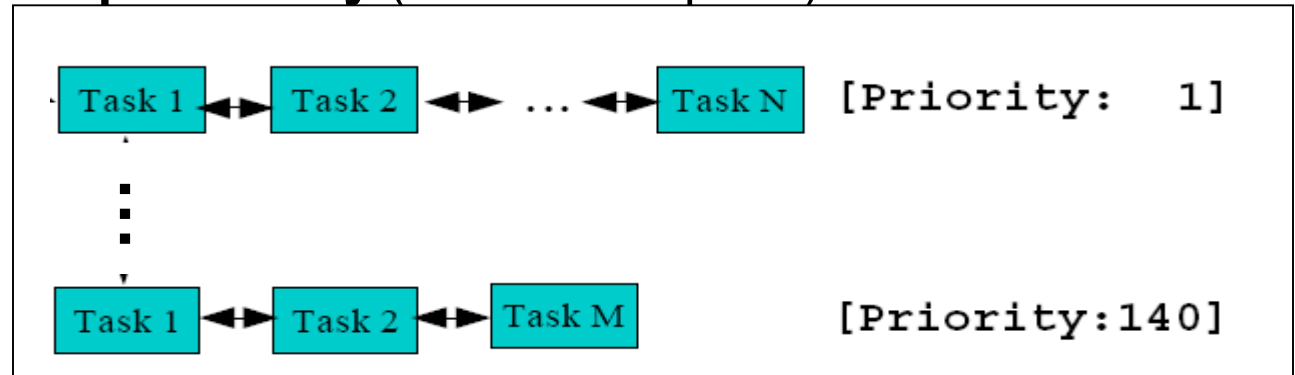 Task 1 Task 2 ... Task N [Priority: 1]
Task 1 Task 2 Task M [Priority:140]